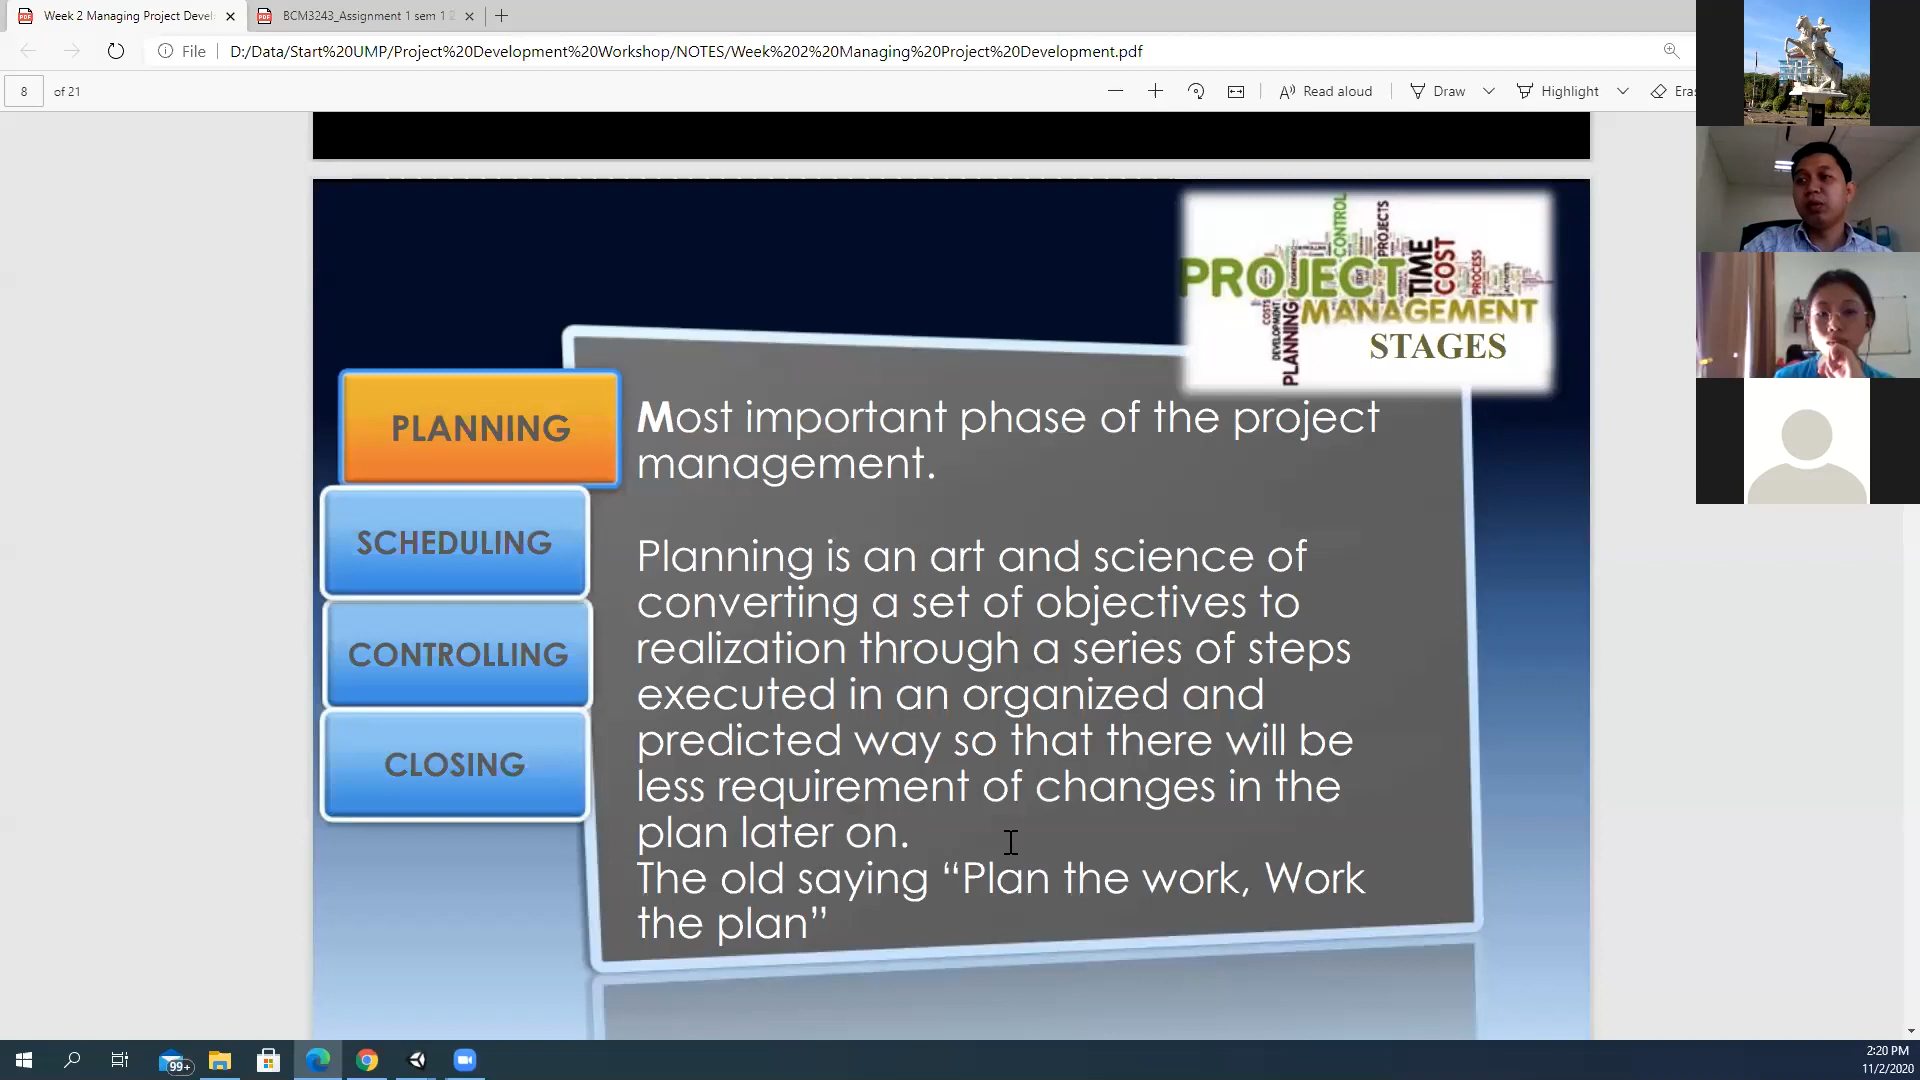 Week 2 Managing Project Devel
BCM3243_Assignment 1 sem 1 2
File
D:/Data/Start%20UMP/Project%20Development%20Workshop/NOTES/Week%202%20Managing%20Project%20Development.pdf
8
of 21
Read aloud
Draw
Highlight
Eras
CONTROL
PROJECTS
PROJECT
TIME
COST
PROCESS
COSTS
DEVELOPMENT
PLANNING
MANAGEMENT
STAGES
PLANNING
SCHEDULING
CONTROLLING
CLOSING
Most important phase of the project
management.
Planning is an art and science of
converting a set of objectives to
realization through a series of steps
executed in an organized and
predicted way so that there will be
less requirement of changes in the
plan later on.
The old saying “Plan the work, Work
the plan”
99+
2:20 PM
11/2/2020